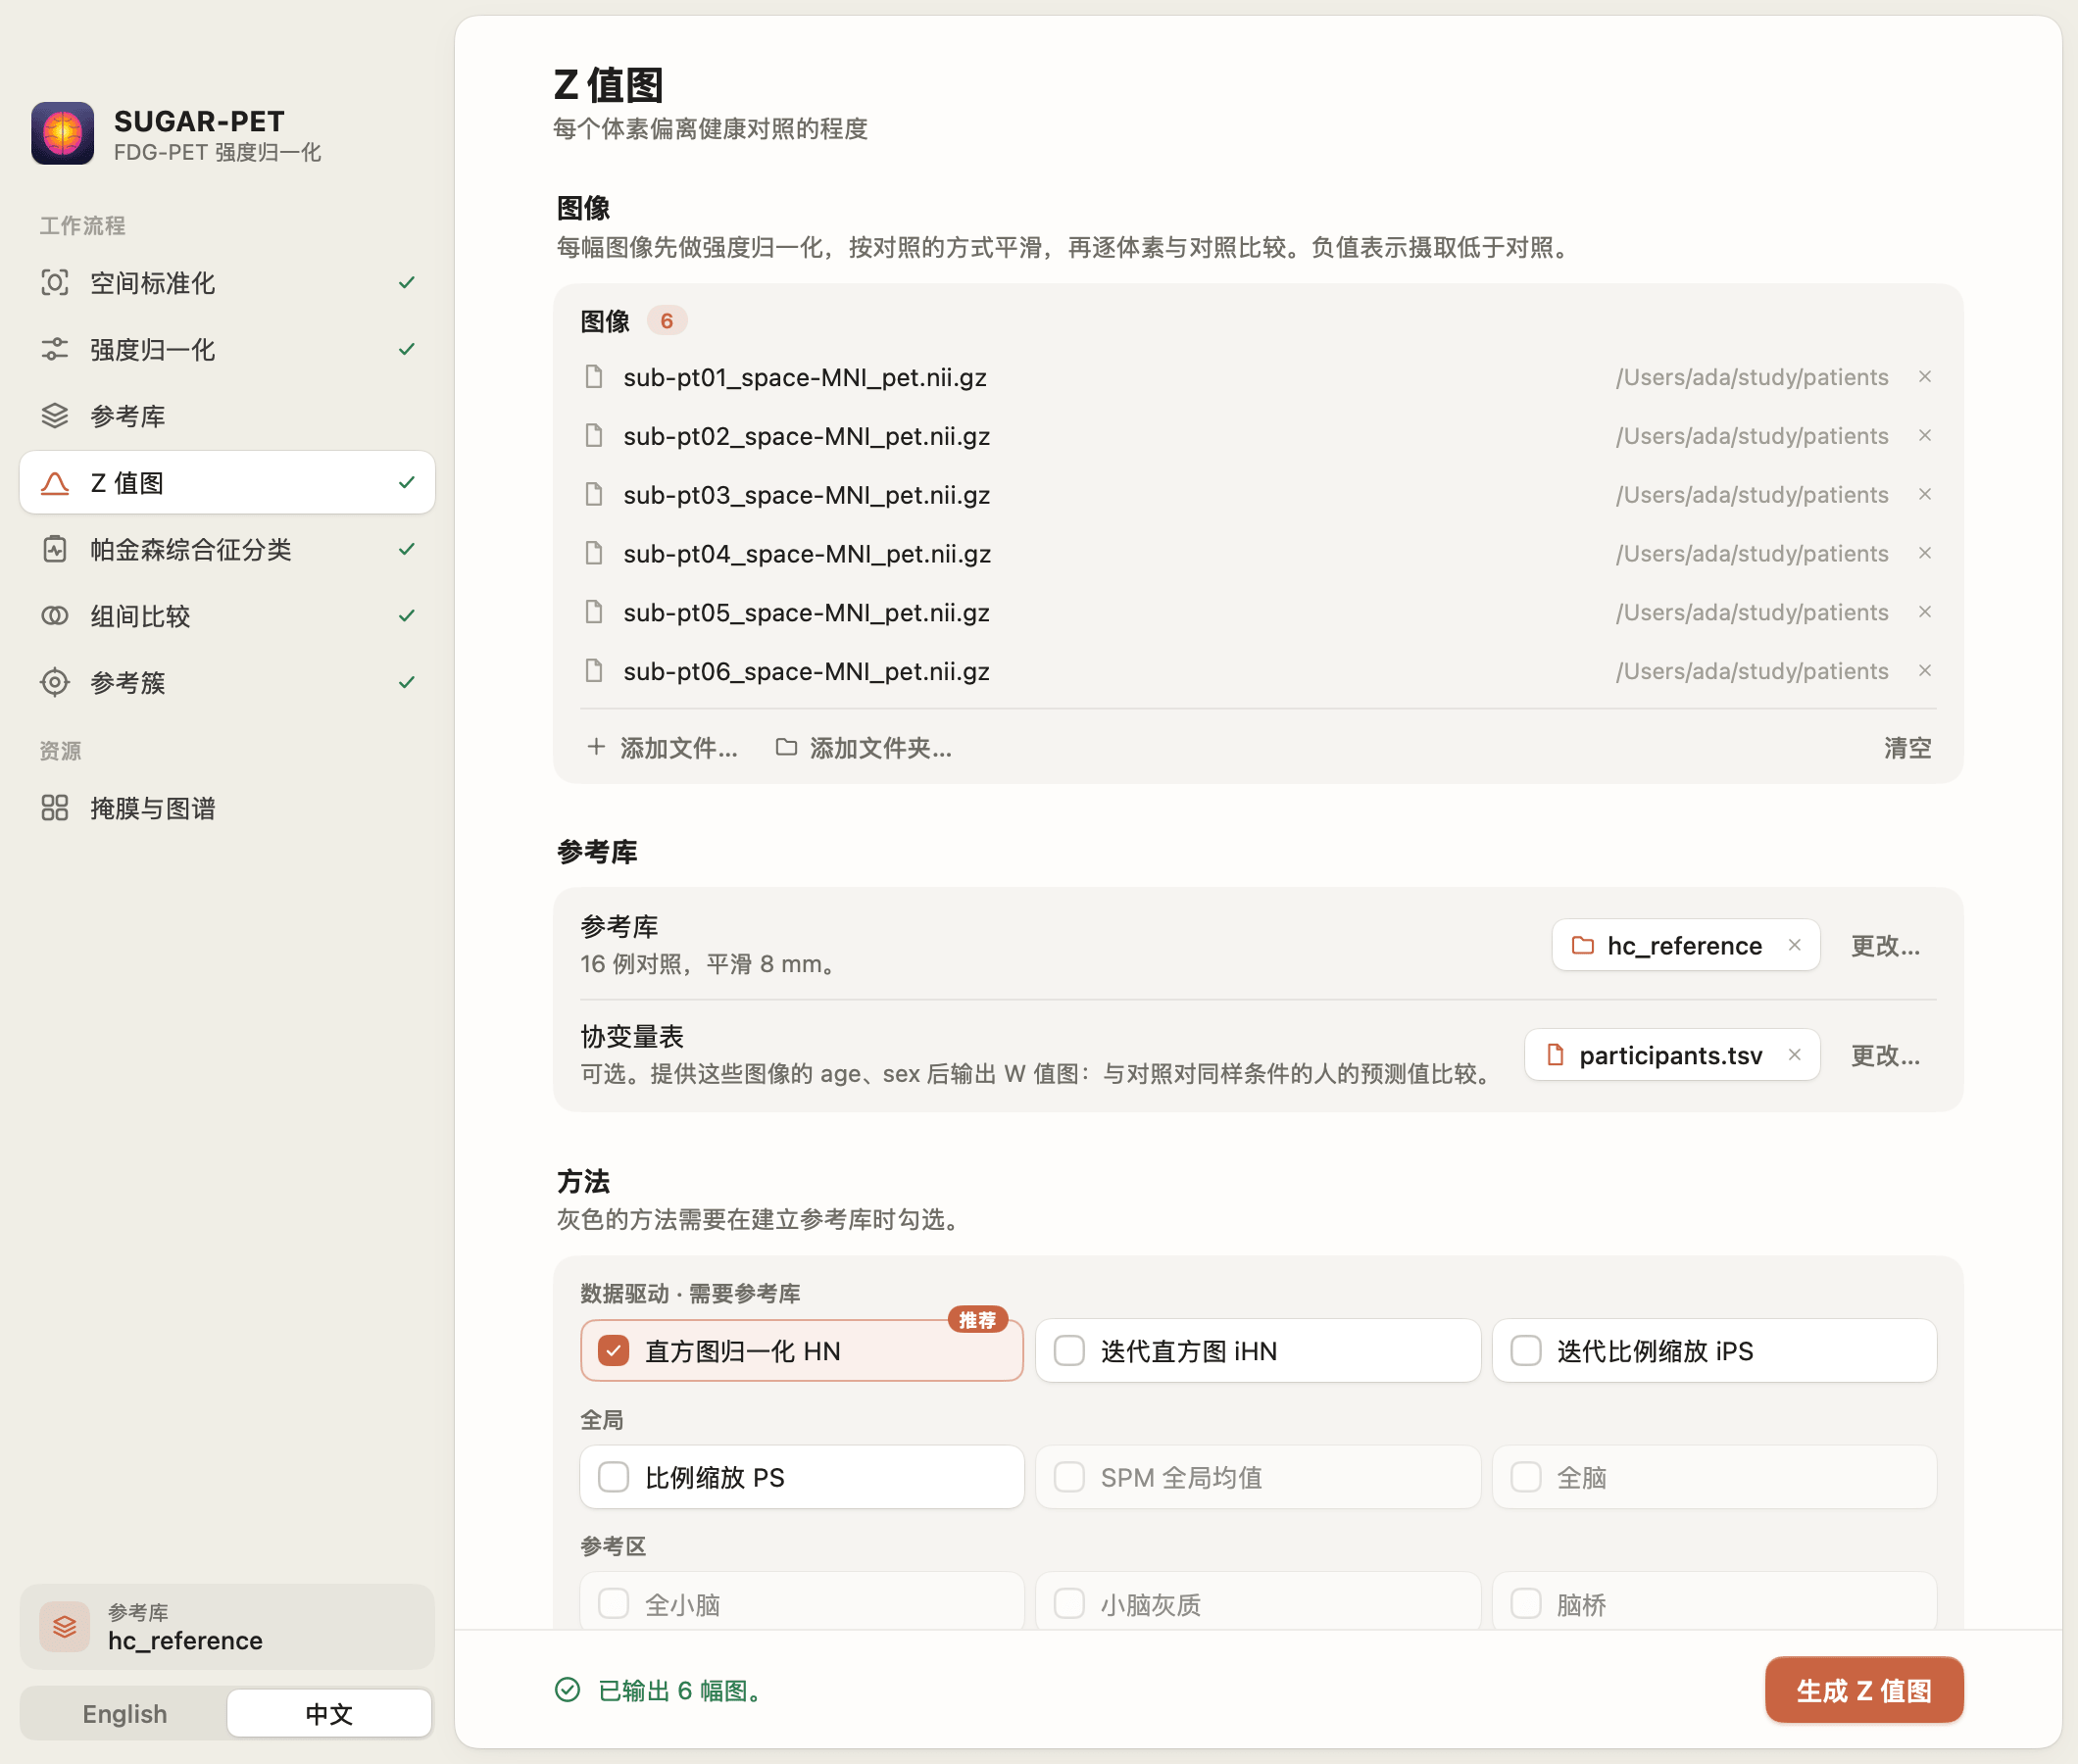 SUGAR-PET
FDG-PET 强度归一化
工作流程
空间标准化
强度归一化
参考库
Z 值图
帕金森综合征分类
组间比较
参考簇
资源
掩膜与图谱
参考库
hc_reference
English
中文
Z 值图
每个体素偏离健康对照的程度
图像
每幅图像先做强度归一化，按对照的方式平滑，再逐体素与对照比较。负值表示摄取低于对照。
图像 6
sub-pt01_space-MNI_pet.nii.gz /Users/ada/study/patients
sub-pt02_space-MNI_pet.nii.gz /Users/ada/study/patients
sub-pt03_space-MNI_pet.nii.gz /Users/ada/study/patients
sub-pt04_space-MNI_pet.nii.gz /Users/ada/study/patients
sub-pt05_space-MNI_pet.nii.gz /Users/ada/study/patients
sub-pt06_space-MNI_pet.nii.gz /Users/ada/study/patients
添加文件... 添加文件夹... 清空
参考库
参考库
16 例对照，平滑 8 mm。
hc_reference 更改...
协变量表
可选。提供这些图像的 age、sex 后输出 W 值图：与对照对同样条件的人的预测值比较。
participants.tsv 更改...
方法
灰色的方法需要在建立参考库时勾选。
数据驱动 · 需要参考库
推荐
直方图归一化 HN 迭代直方图 iHN 迭代比例缩放 iPS
全局
比例缩放 PS SPM 全局均值 全脑
参考区
全小脑 小脑灰质 脑桥
已输出 6 幅图。
生成 Z 值图